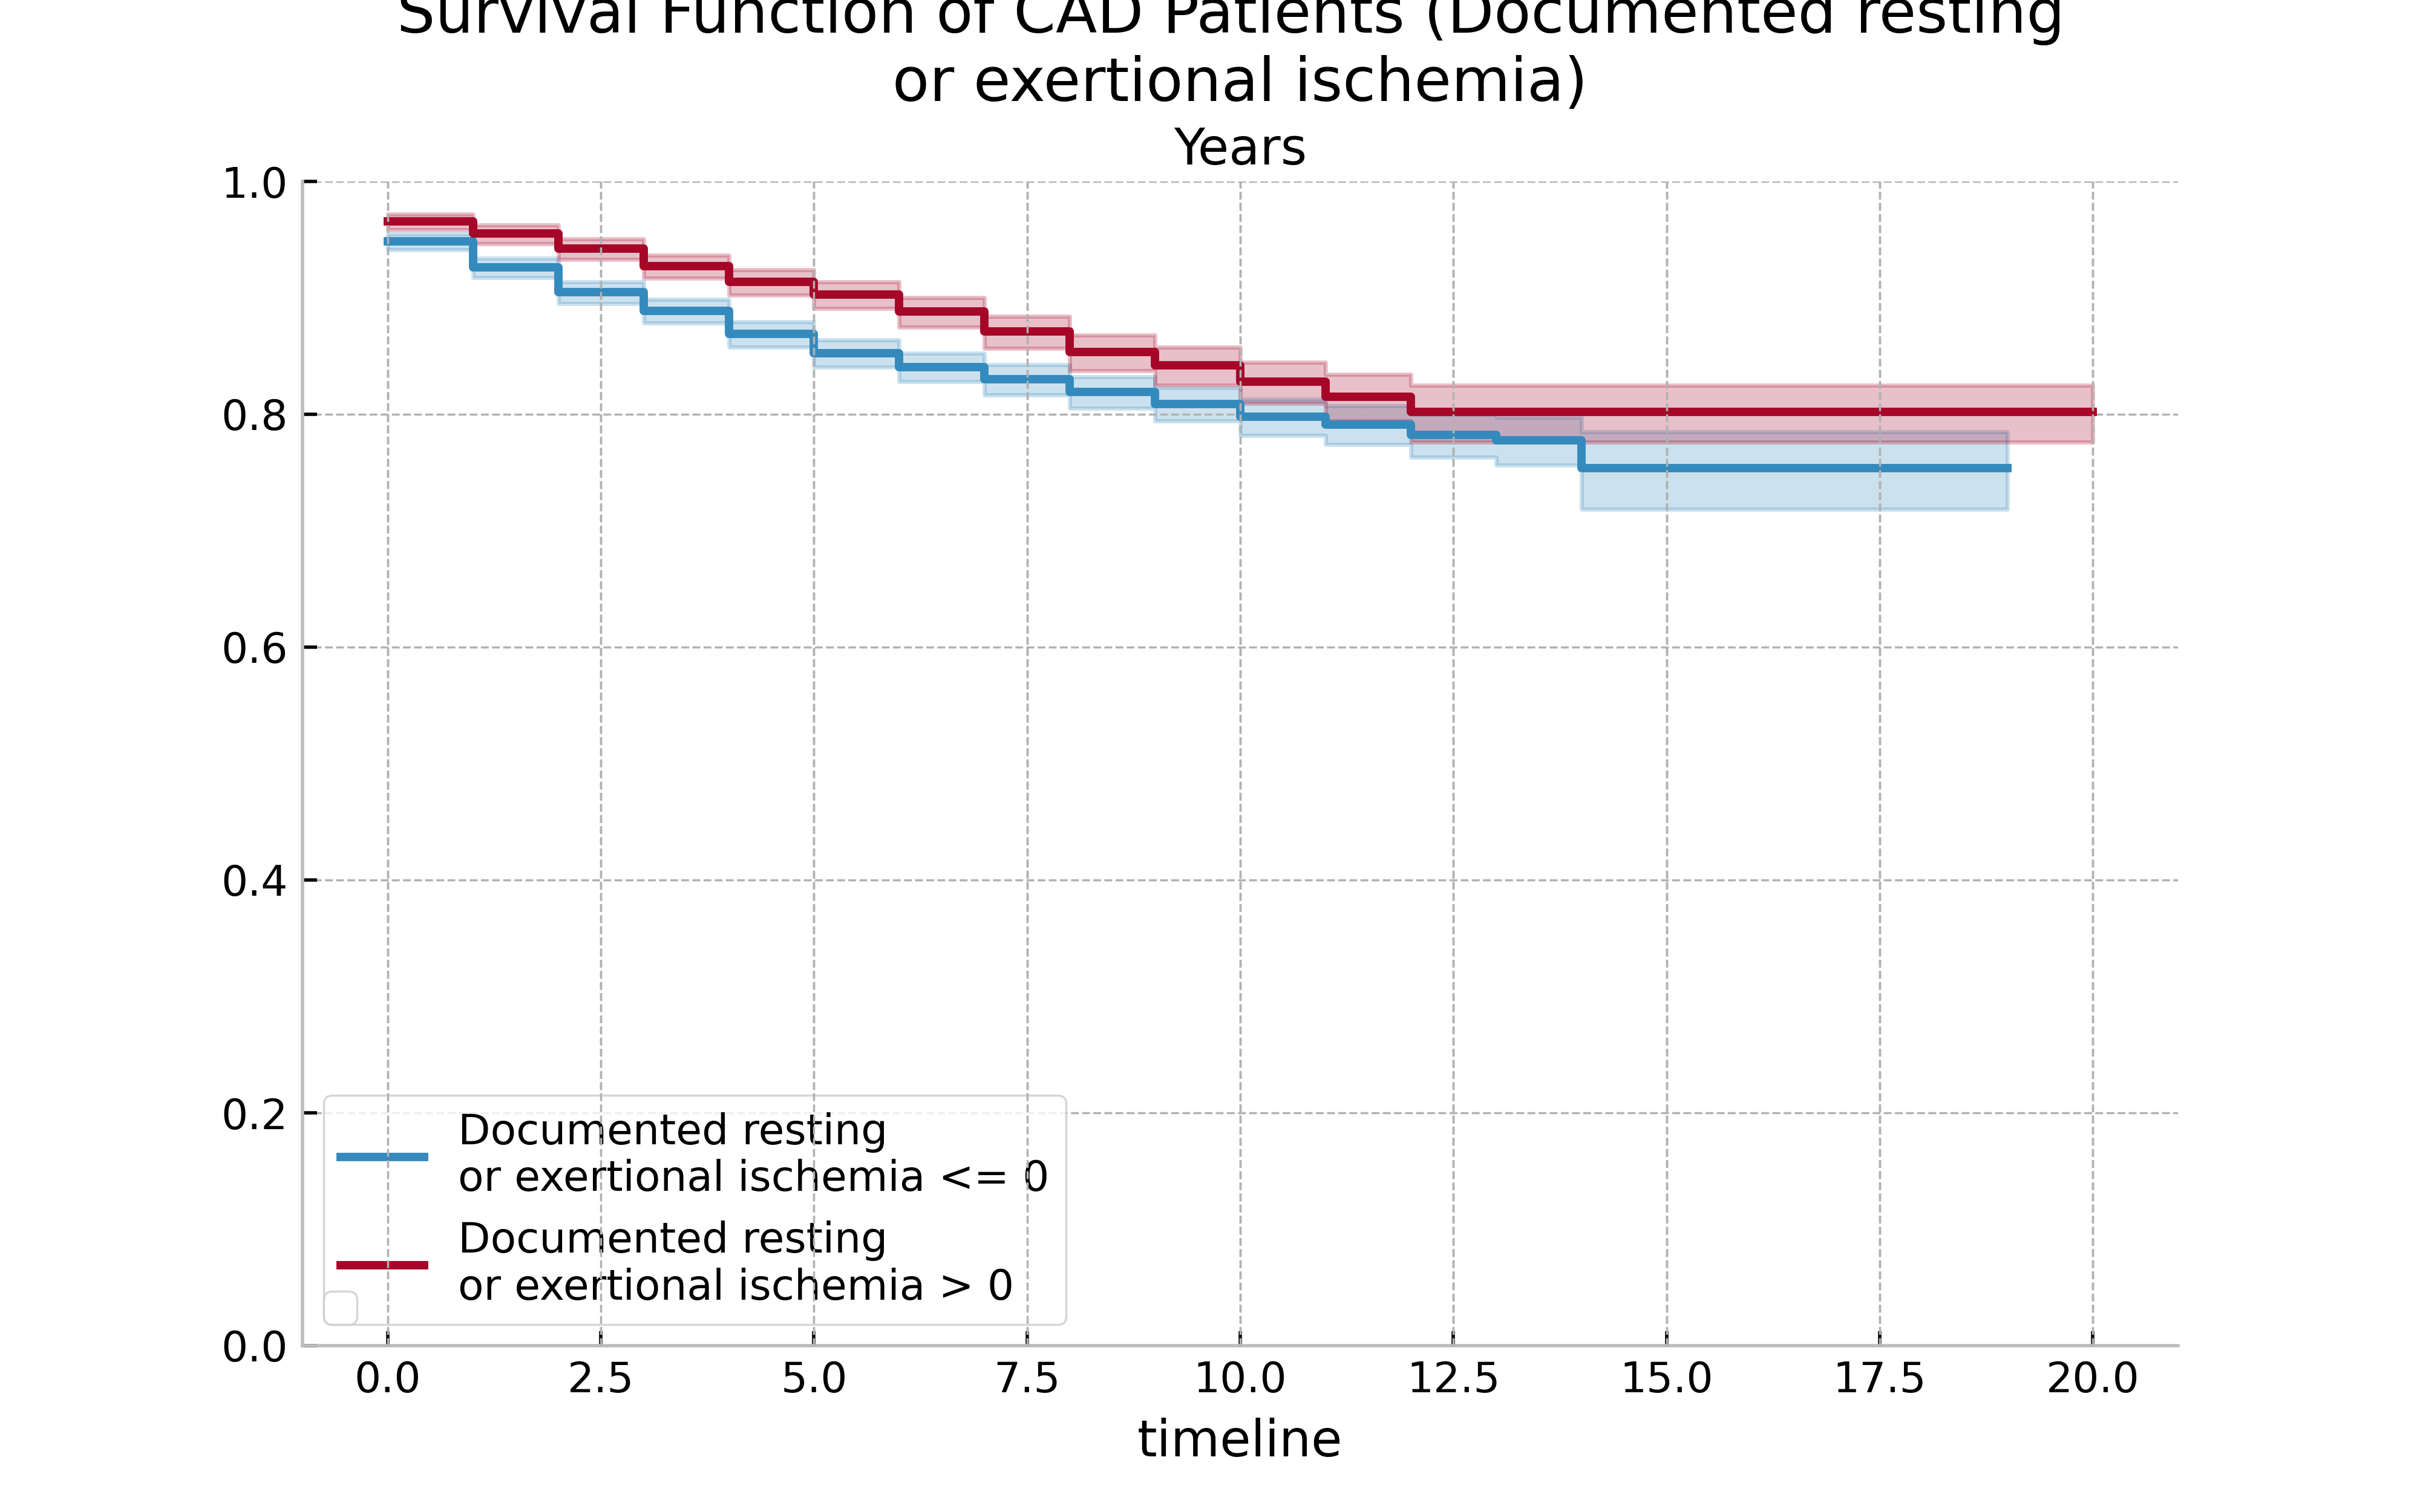 Survival Function of CAD Patients (Documented resting
or exertional ischemia)
Years
1.0
0.8
0.6
0.4
0.2
0.0
Documented resting
or exertional ischemia <= 0
Documented resting
or exertional ischemia > 0
0.0 2.5 5.0 7.5 10.0 12.5 15.0 17.5 20.0
timeline